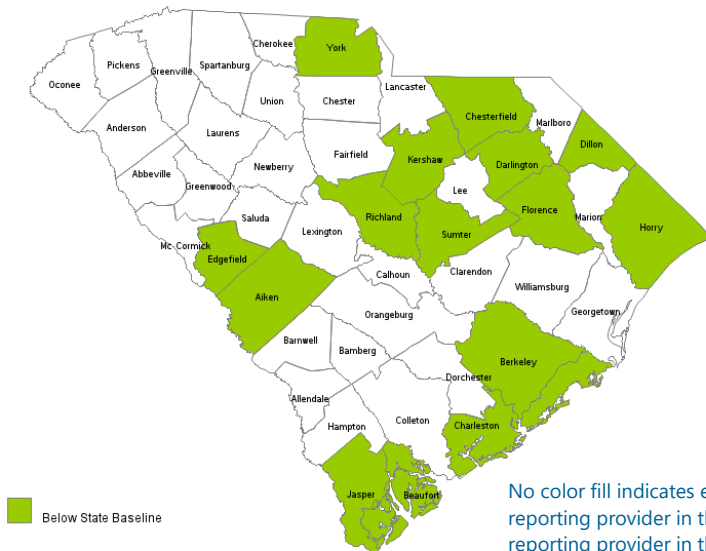 Cherokee
York
Pickens
Spartanburg
Oconee
Greenville
Union
Chester
Lancaster
Chesterfield
Marlboro
Anderson
Laurens
Dillon
Fairfield
Kershaw
Darlington
Newberry
Abbeville
Greenwood
Lee
Richland
Florence
Marion
Saluda
Horry
Lexington
Sumter
Mc Cormick
Edgefield
Calhoun
Clarendon
Aiken
Williamsburg
Orangeburg
Georgetown
Barnwell
Bamberg
Berkeley
Dorchester
Allendale
Colleton
Charleston
Hampton
Jasper
Beaufort
Below State Baseline
No color fill indicates
reporting provider in
reporting provider in